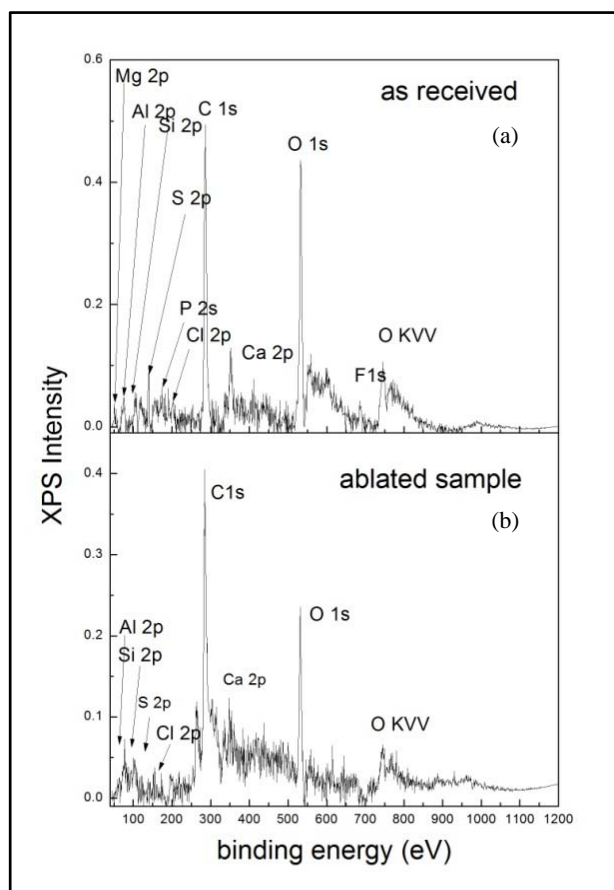 0.6
Mg 2p
as received
C 1s
Al 2p
Si 2p
(a)
O 1s
0.4
S 2p
0.2
P 2s
Cl 2p
Ca 2p
O KVV
F1s
0.0
XPS Intensity
C1s
ablated sample
0.4
(b)
0.3
0.2
O 1s
Al 2p
Si 2p
Ca 2p
S 2p
0.1
Cl 2p
O KVV
0.0
100 200 300 400 500 600 700 800 900 1000 1100 1200
binding energy (eV)